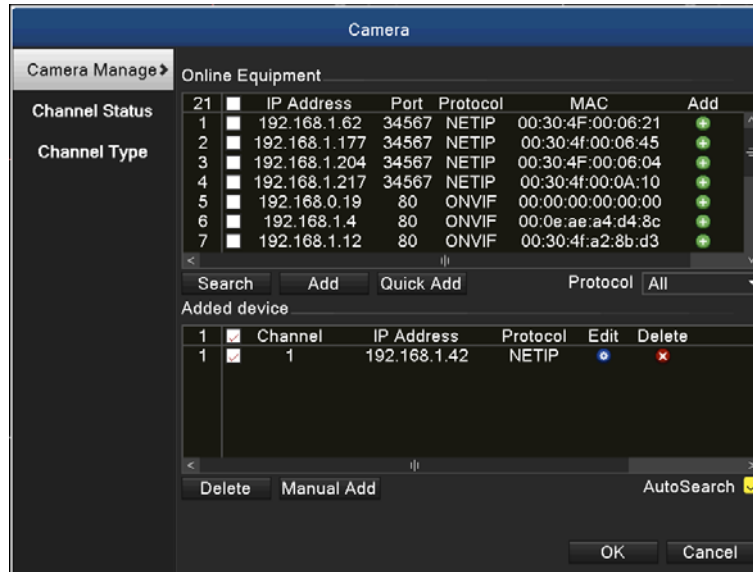 Camera
Camera Manage
Channel Status
Channel Type
Online Equipment
21 IP Address Port Protocol MAC Add
1 192.168.1.62 34567 NETIP 00:30:4F:00:06:21
2 192.168.1.177 34567 NETIP 00:30:4f:00:06:45
3 192.168.1.204 34567 NETIP 00:30:4F:00:06:04
4 192.168.1.217 34567 NETIP 00:30:4f:00:0A:10
5 192.168.0.19 80 ONVIF 00:00:00:00:00:00
6 192.168.1.4 80 ONVIF 00:0e:ae:a4:d4:8c
7 192.168.1.12 80 ONVIF 00:30:4f:a2:8b:d3
Search Add Quick Add Protocol All
Added device
1 Channel IP Address Protocol Edit Delete
1 1 192.168.1.42 NETIP
Delete Manual Add AutoSearch
OK Cancel